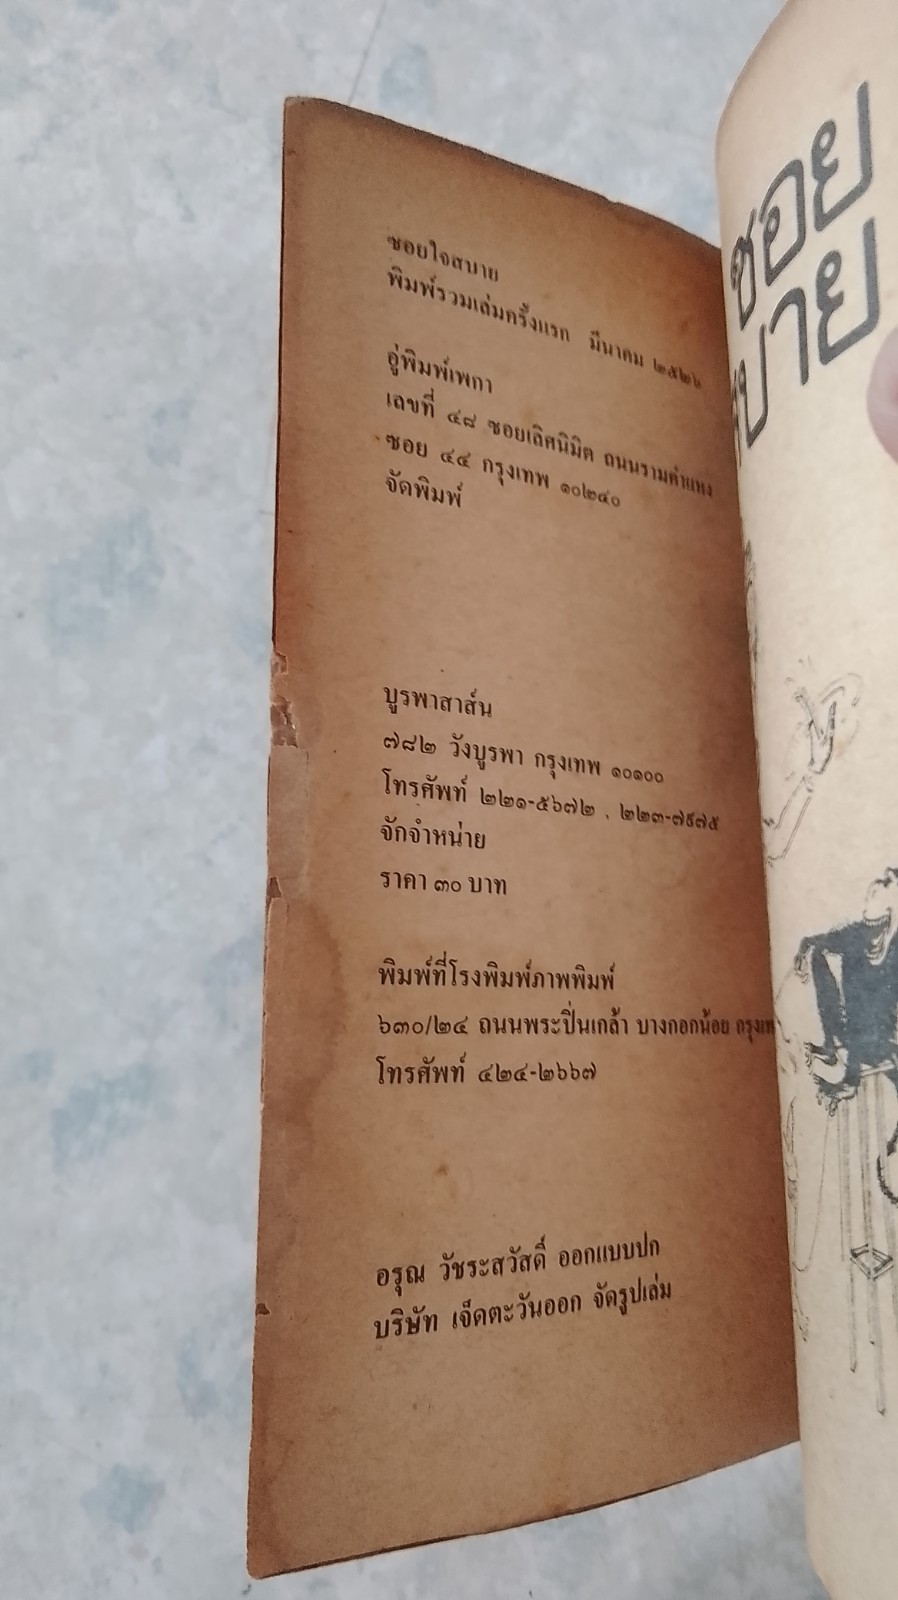 ซอยใจสบาย
พิมพ์รวมเล่มครั้งแรก มีนาคม ๒๕๒๖
อู่พิมพ์เพกา
เลขที่ ๔๘ ซอยเลิศนิมิต ถนนรามคำแหง
ซอย ๔๔ กรุงเทพ ๑๐๒๔๐
จัดพิมพ์
บูรพาสาส์น
๗๘๒ วังบูรพา กรุงเทพ ๑๐๑๐๐
โทรศัพท์ ๒๒๑-๕๖๗๒ , ๒๒๓-๗๙๗๕
จัดจำหน่าย
ราคา ๓๐ บาท
พิมพ์ที่โรงพิมพ์ภาพพิมพ์
๖๓๐/๒๔ ถนนพระปิ่นเกล้า บางกอกน้อย
โทรศัพท์ ๔๒๔-๒๖๖๗
อรุณ วัชระสวัสดิ์ ออกแบบปก
บริษัท เจ็ดตะวันออก จัดรูปเล่ม
ซอย
สบาย